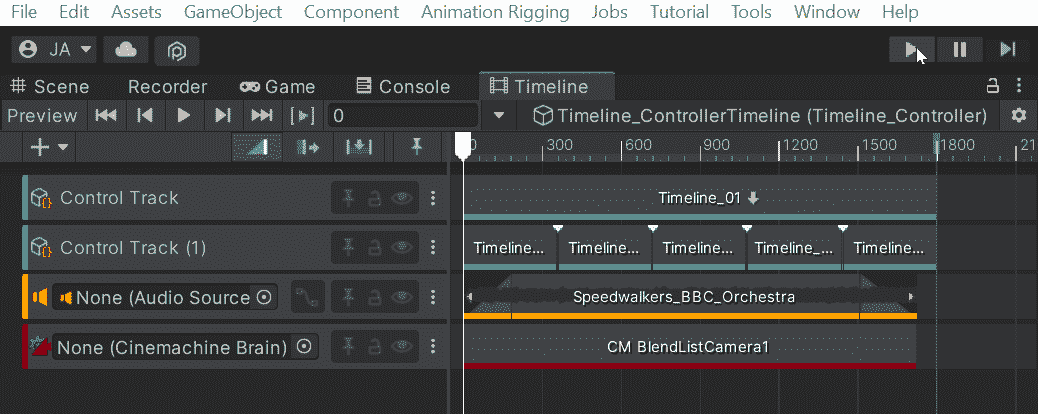 File Edit Assets GameObject Component Animation Rigging Jobs Tutorial Tools Window Help
JA
Scene Recorder Game Console Timeline
Preview 0 Timeline_ControllerTimeline (Timeline_Controller)
0 300 600 900 1200 1500 1800 21
Control Track Timeline_01
Control Track (1) Timeline... Timeline... Timeline... Timeline_... Timeline...
None (Audio Source Speedwalkers_BBC_Orchestra
None (Cinemachine Brain) CM BlendListCamera1